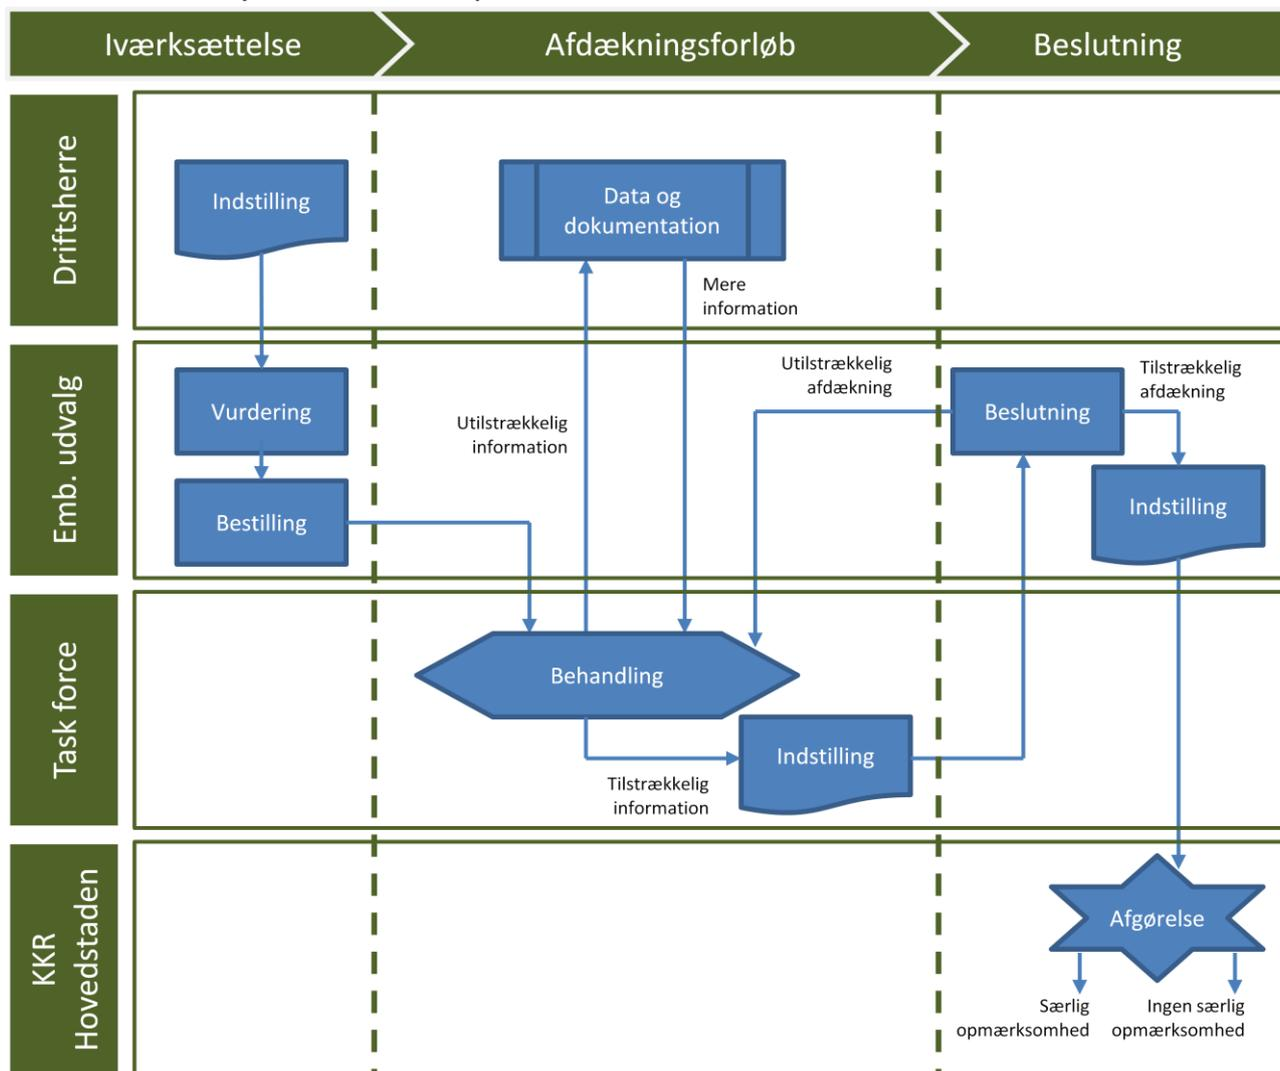 Iværksættelse
Afdækningsforløb
Beslutning
Driftsherre
Indstilling
Data og
dokumentation
Mere
information
Emb. udvalg
Vurdering
Bestilling
Utilstrækkelig
information
Utilstrækkelig
afdækning
Beslutning
Tilstrækkelig
afdækning
Indstilling
Task force
Behandling
Tilstrækkelig
information
Indstilling
KKR
Hovedstaden
Afgørelse
Særlig
opmærksomhed
Ingen særlig
opmærksomhed